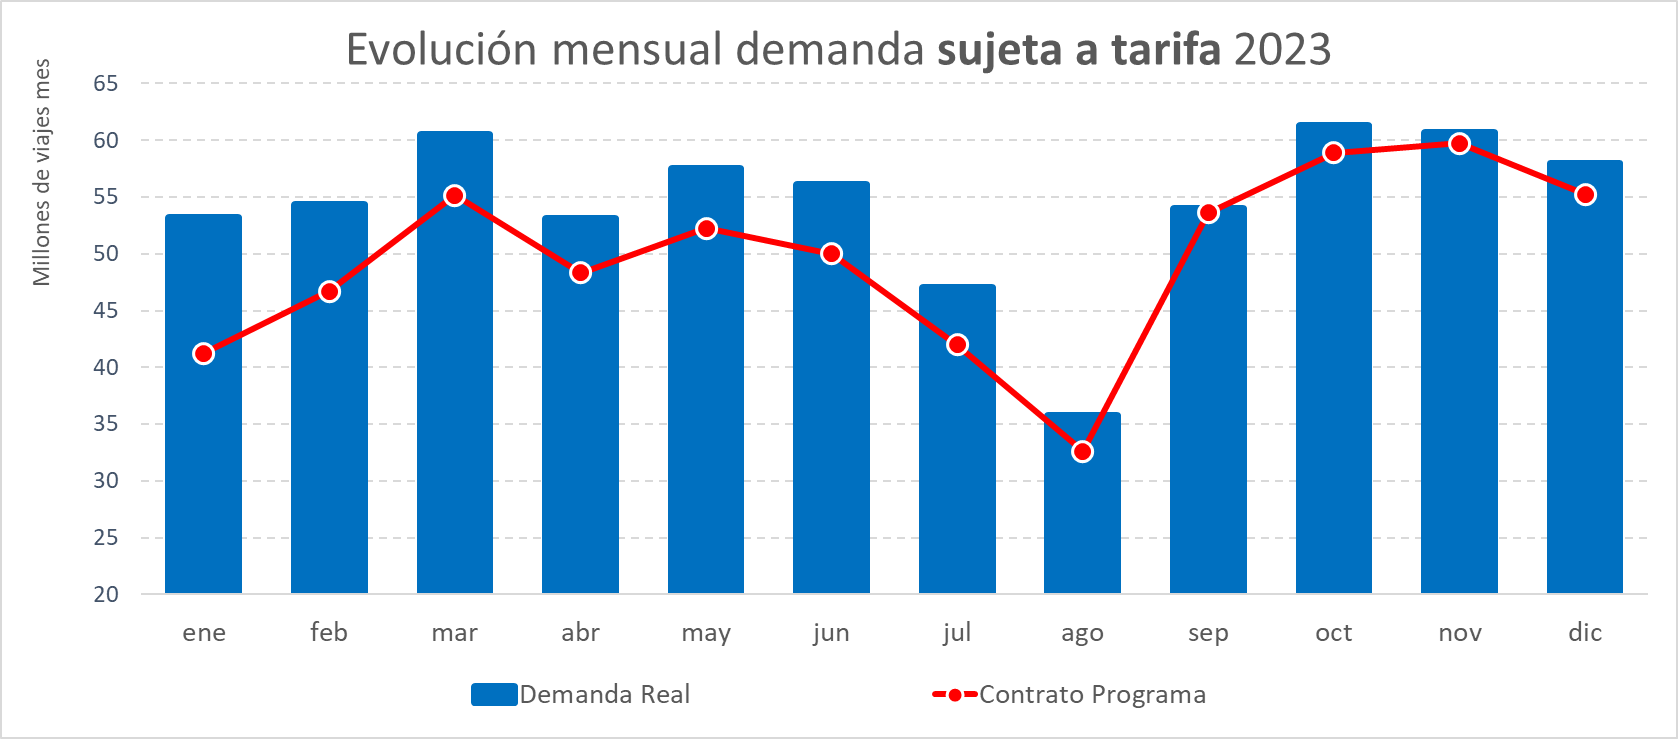 Evolución mensual demanda sujeta a tarifa 2023
Millones de viajes mes
65
60
55
50
45
40
35
30
25
20
ene feb mar abr may jun jul ago sep oct nov dic
Demanda Real Contrato Programa